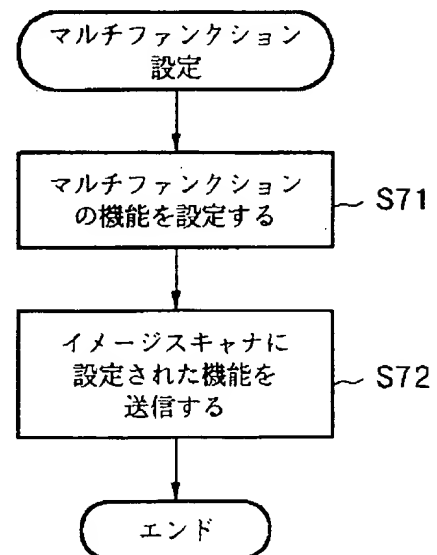 マルチファンクション
設定
マルチファンクション
の機能を設定する
S71
イメージスキャナに
設定された機能を
送信する
S72
エンド